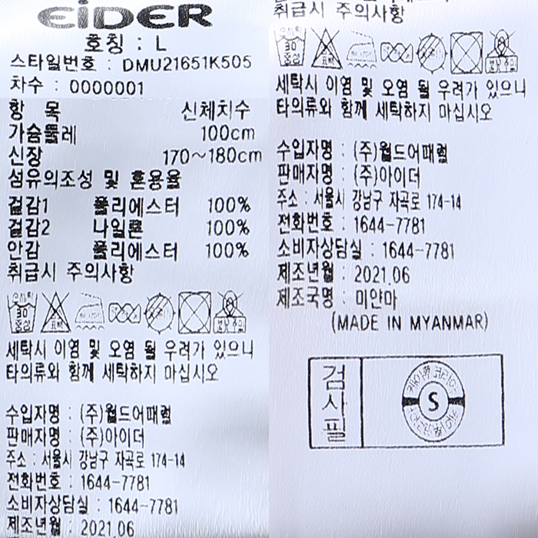 EiDER
호칭 : L
스타일번호 : DMU21651K505
차수 : 0000001
항 목 신체치수
가슴둘레 100cm
신장 170~180cm
섬유의조성 및 혼용율
겉감1 폴리에스터 100%
겉감2 나일론 100%
안감 폴리에스터 100%
취급시 주의사항
30
중성
세탁시 이염 및 오염 될 우려가 있으니
타의류와 함께 세탁하지 마십시오
수입자명 : (주)월드어패럴
판매자명 : (주)아이더
주소 : 서울시 강남구 자곡로 174-14
전화번호 : 1644-7781
소비자상담실 : 1644-7781
제조년월 : 2021.06
취급시 주의사항
30
중성
세탁시 이염 및 오염 될 우려가 있으니
타의류와 함께 세탁하지 마십시오
수입자명 : (주)월드어패럴
판매자명 : (주)아이더
주소 : 서울시 강남구 자곡로 174-14
전화번호 : 1644-7781
소비자상담실 : 1644-7781
제조년월 : 2021.06
제조국명 : 미얀마
(MADE IN MYANMAR)
검사필
S